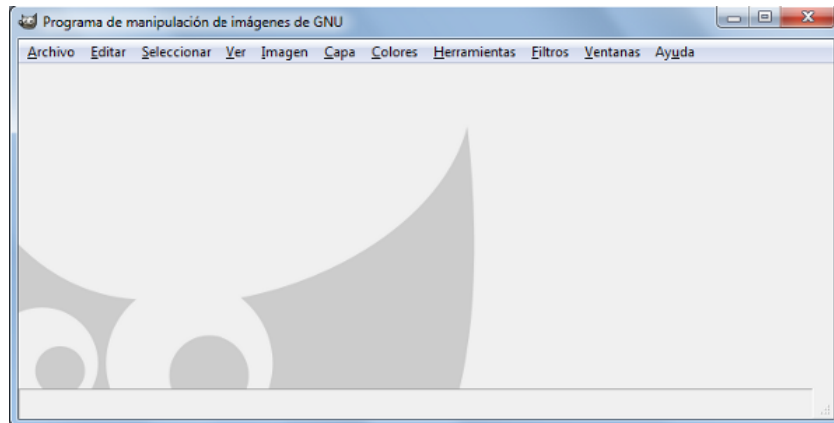 Programa de manipulación de imágenes de GNU
Archivo Editar Seleccionar Ver Imagen Capa Colores Herramientas Filtros Ventanas Ayuda